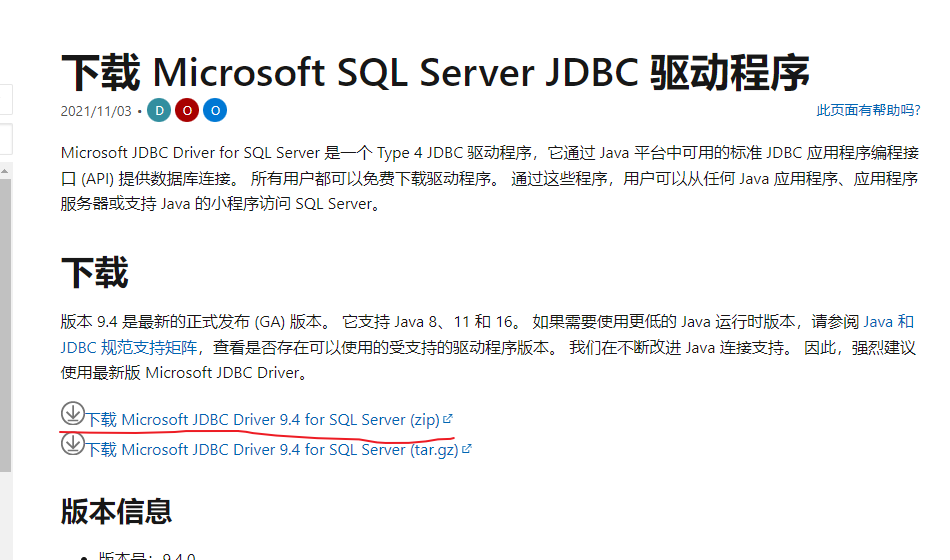 下载 Microsoft SQL Server JDBC 驱动程序
2021/11/03 • D O O
此页面有帮助吗?
Microsoft JDBC Driver for SQL Server 是一个 Type 4 JDBC 驱动程序，它通过 Java 平台中可用的标准 JDBC 应用程序编程接
口 (API) 提供数据库连接。 所有用户都可以免费下载驱动程序。 通过这些程序，用户可以从任何 Java 应用程序、应用程序
服务器或支持 Java 的小程序访问 SQL Server。
下载
版本 9.4 是最新的正式发布 (GA) 版本。 它支持 Java 8、11 和 16。 如果需要使用更低的 Java 运行时版本，请参阅 Java 和
JDBC 规范支持矩阵，查看是否存在可以使用的受支持的驱动程序版本。 我们在不断改进 Java 连接支持。 因此，强烈建议
使用最新版 Microsoft JDBC Driver。
下载 Microsoft JDBC Driver 9.4 for SQL Server (zip)
下载 Microsoft JDBC Driver 9.4 for SQL Server (tar.gz)
版本信息
• 版本号：9.4.0